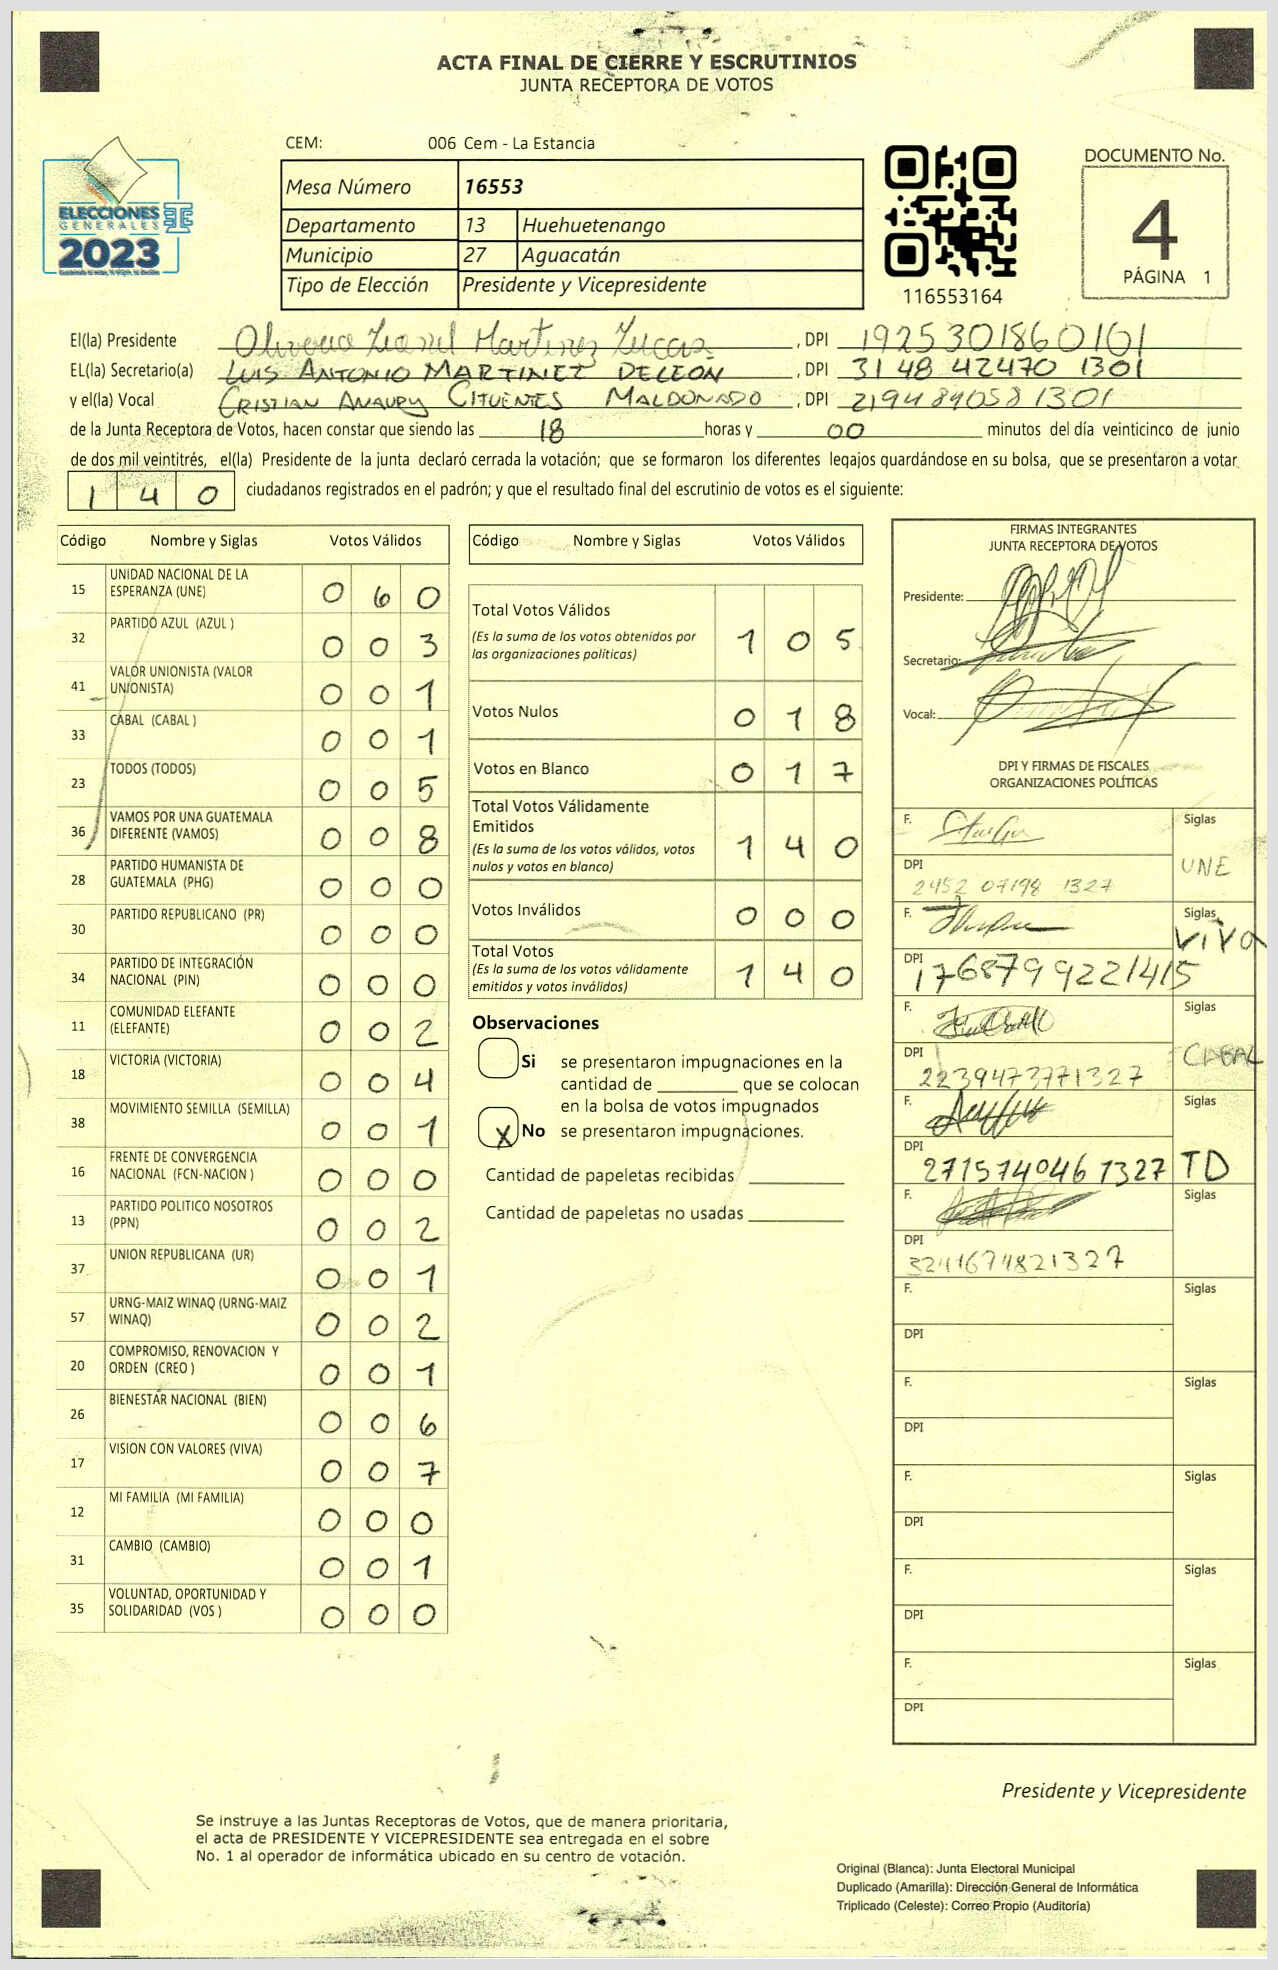 ACTA FINAL DE CIERRE Y ESCRUTINIOS
JUNTA RECEPTORA DE VOTOS
CEM: 006 Cem - La Estancia
ELECCIONES
GENERALES
2023
Mesa Número 16553
Departamento 13 Huehuetenango
Municipio 27 Aguacatán
Tipo de Elección Presidente y Vicepresidente
116553164
DOCUMENTO No.
4
PÁGINA 1
El(la) Presidente Martinez Lucas, DPI 1925301860101
EL(la) Secretario(a) LUIS ANTONIO MARTINEZ DELEÓN, DPI 3148 42470 1301
y el(la) Vocal CRISTIAN AMAURY CIFUENTES MALDONADO, DPI 2194840581301
de la Junta Receptora de Votos, hacen constar que siendo las 18 horas y 00 minutos del día veinticinco de junio
de dos mil veintitrés, el(la) Presidente de la junta declaró cerrada la votación; que se formaron los diferentes legajos guardándose en su bolsa, que se presentaron a votar
1 4 0 ciudadanos registrados en el padrón; y que el resultado final del escrutinio de votos es el siguiente:
Código Nombre y Siglas Votos Válidos
15 UNIDAD NACIONAL DE LA ESPERANZA (UNE) 0 6 0
32 PARTIDO AZUL (AZUL ) 0 0 3
41 VALOR UNIONISTA (VALOR UNIONISTA) 0 0 1
33 CABAL (CABAL ) 0 0 1
23 TODOS (TODOS) 0 0 5
36 VAMOS POR UNA GUATEMALA DIFERENTE (VAMOS) 0 0 8
28 PARTIDO HUMANISTA DE GUATEMALA (PHG) 0 0 0
30 PARTIDO REPUBLICANO (PR) 0 0 0
34 PARTIDO DE INTEGRACIÓN NACIONAL (PIN) 0 0 0
11 COMUNIDAD ELEFANTE (ELEFANTE) 0 0 2
18 VICTORIA (VICTORIA) 0 0 4
38 MOVIMIENTO SEMILLA (SEMILLA) 0 0 1
16 FRENTE DE CONVERGENCIA NACIONAL (FCN-NACION ) 0 0 0
13 PARTIDO POLITICO NOSOTROS (PPN) 0 0 2
37 UNION REPUBLICANA (UR) 0 0 1
57 URNG-MAIZ WINAQ (URNG-MAIZ WINAQ) 0 0 2
20 COMPROMISO, RENOVACION Y ORDEN (CREO ) 0 0 1
26 BIENESTAR NACIONAL (BIEN) 0 0 6
17 VISION CON VALORES (VIVA) 0 0 7
12 MI FAMILIA (MI FAMILIA) 0 0 0
31 CAMBIO (CAMBIO) 0 0 1
35 VOLUNTAD, OPORTUNIDAD Y SOLIDARIDAD (VOS ) 0 0 0
Código Nombre y Siglas Votos Válidos
Total Votos Válidos 1 0 5
(Es la suma de los votos obtenidos por
las organizaciones políticas)
Votos Nulos 0 1 8
Votos en Blanco 0 1 7
Total Votos Válidamente
Emitidos 1 4 0
(Es la suma de los votos válidos, votos
nulos y votos en blanco)
Votos Inválidos 0 0 0
Total Votos 1 4 0
(Es la suma de los votos válidamente
emitidos y votos inválidos)
Observaciones
Si se presentaron impugnaciones en la
cantidad de ________ que se colocan
en la bolsa de votos impugnados
X No se presentaron impugnaciones.
Cantidad de papeletas recibidas
Cantidad de papeletas no usadas
FIRMAS INTEGRANTES
JUNTA RECEPTORA DE VOTOS
Presidente:
Secretario:
Vocal:
DPI Y FIRMAS DE FISCALES
ORGANIZACIONES POLÍTICAS
F. Siglas UNE
DPI 2452 07198 1327
F. Siglas VIVA
DPI 1768799221415
F. Siglas CABAL
DPI 2239473771327
F. Siglas TD
DPI 271574046 1327
F. Siglas
DPI 3241674821327
F. Siglas
DPI
F. Siglas
DPI
F. Siglas
DPI
F. Siglas
DPI
F. Siglas
DPI
Presidente y Vicepresidente
Se instruye a las Juntas Receptoras de Votos, que de manera prioritaria,
el acta de PRESIDENTE Y VICEPRESIDENTE sea entregada en el sobre
No. 1 al operador de informática ubicado en su centro de votación.
Original (Blanca): Junta Electoral Municipal
Duplicado (Amarilla): Dirección General de Informática
Triplicado (Celeste): Correo Propio (Auditoría)